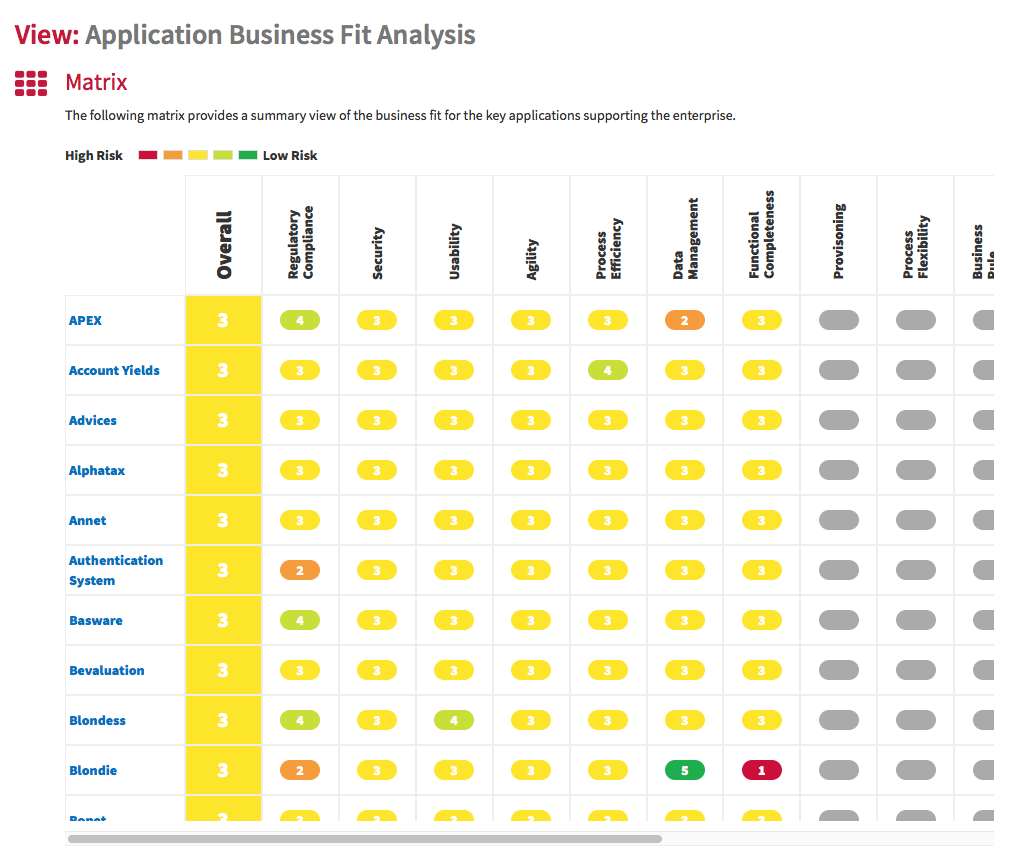 View: Application Business Fit Analysis
Matrix
The following matrix provides a summary view of the business fit for the key applications supporting the enterprise.
High Risk Low Risk
Overall
Regulatory
Compliance
Security
Usability
Agility
Process
Efficiency
Data
Management
Functional
Completeness
Provisoning
Process
Flexibility
Business
APEX 3 4 3 3 3 3 2 3
Account Yields 3 3 3 3 3 4 3 3
Advices 3 3 3 3 3 3 3 3
Alphatax 3 3 3 3 3 3 3 3
Annet 3 3 3 3 3 3 3 3
Authentication
System 3 2 3 3 3 3 3 3
Basware 3 4 3 3 3 3 3 3
Bevaluation 3 3 3 3 3 3 3 3
Blondess 3 4 3 4 3 3 3 3
Blondie 3 2 3 3 3 3 5 1